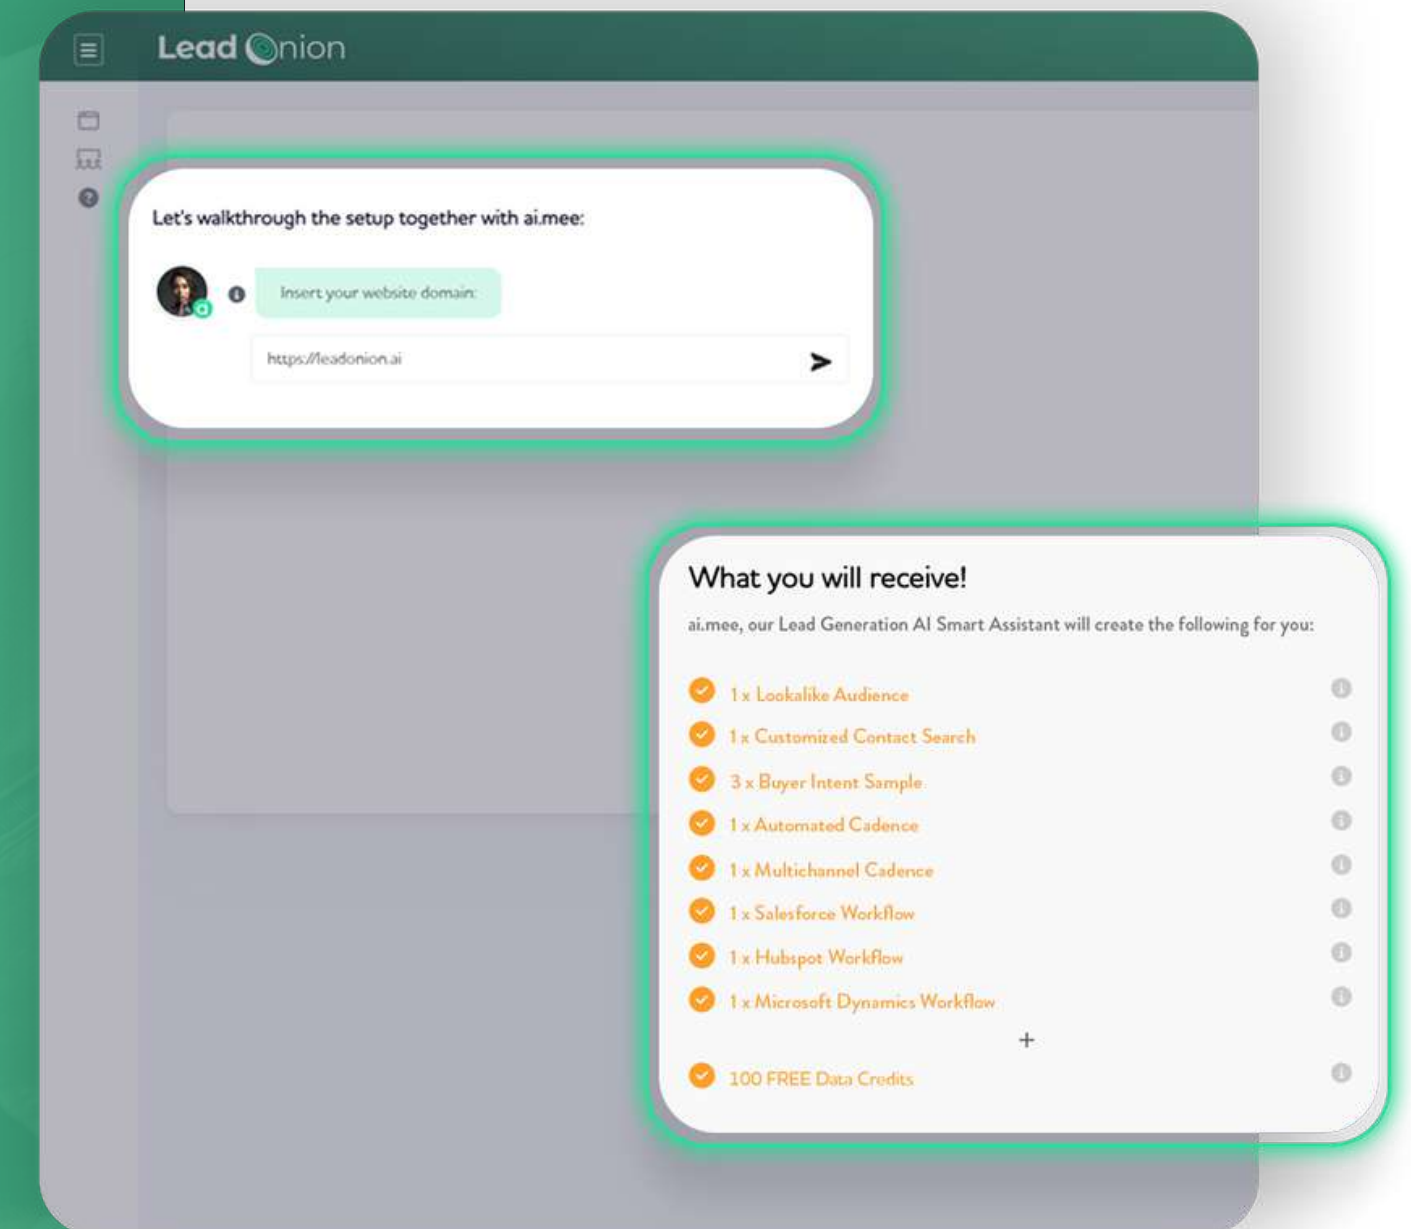 Lead Onion
Let's walkthrough the setup together with ai.mee:
Insert your website domain:
https://leadonion.ai
What you will receive!
ai.mee, our Lead Generation AI Smart Assistant will create the following for you:
1 x Lookalike Audience
1 x Customized Contact Search
3 x Buyer Intent Sample
1 x Automated Cadence
1 x Multichannel Cadence
1 x Salesforce Workflow
1 x Hubspot Workflow
1 x Microsoft Dynamics Workflow
+
100 FREE Data Credits